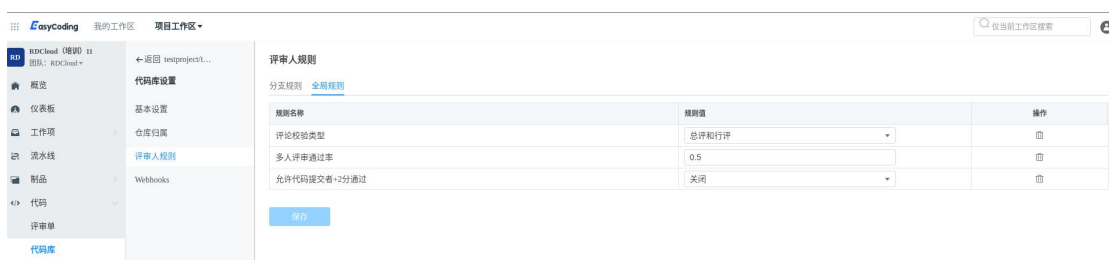 EasyCoding 我的工作区 项目工作区 仅当前工作区搜索
RD RDCloud（培训）11
团队：RDCloud
概览
仪表板
工作项
流水线
制品
代码
评审单
代码库
←返回 testproject/t...
代码库设置
基本设置
仓库归属
评审人规则
Webhooks
评审人规则
分支规则 全局规则
规则名称 规则值 操作
评论校验类型 总评和行评
多人评审通过率 0.5
允许代码提交者+2分通过 关闭
保存